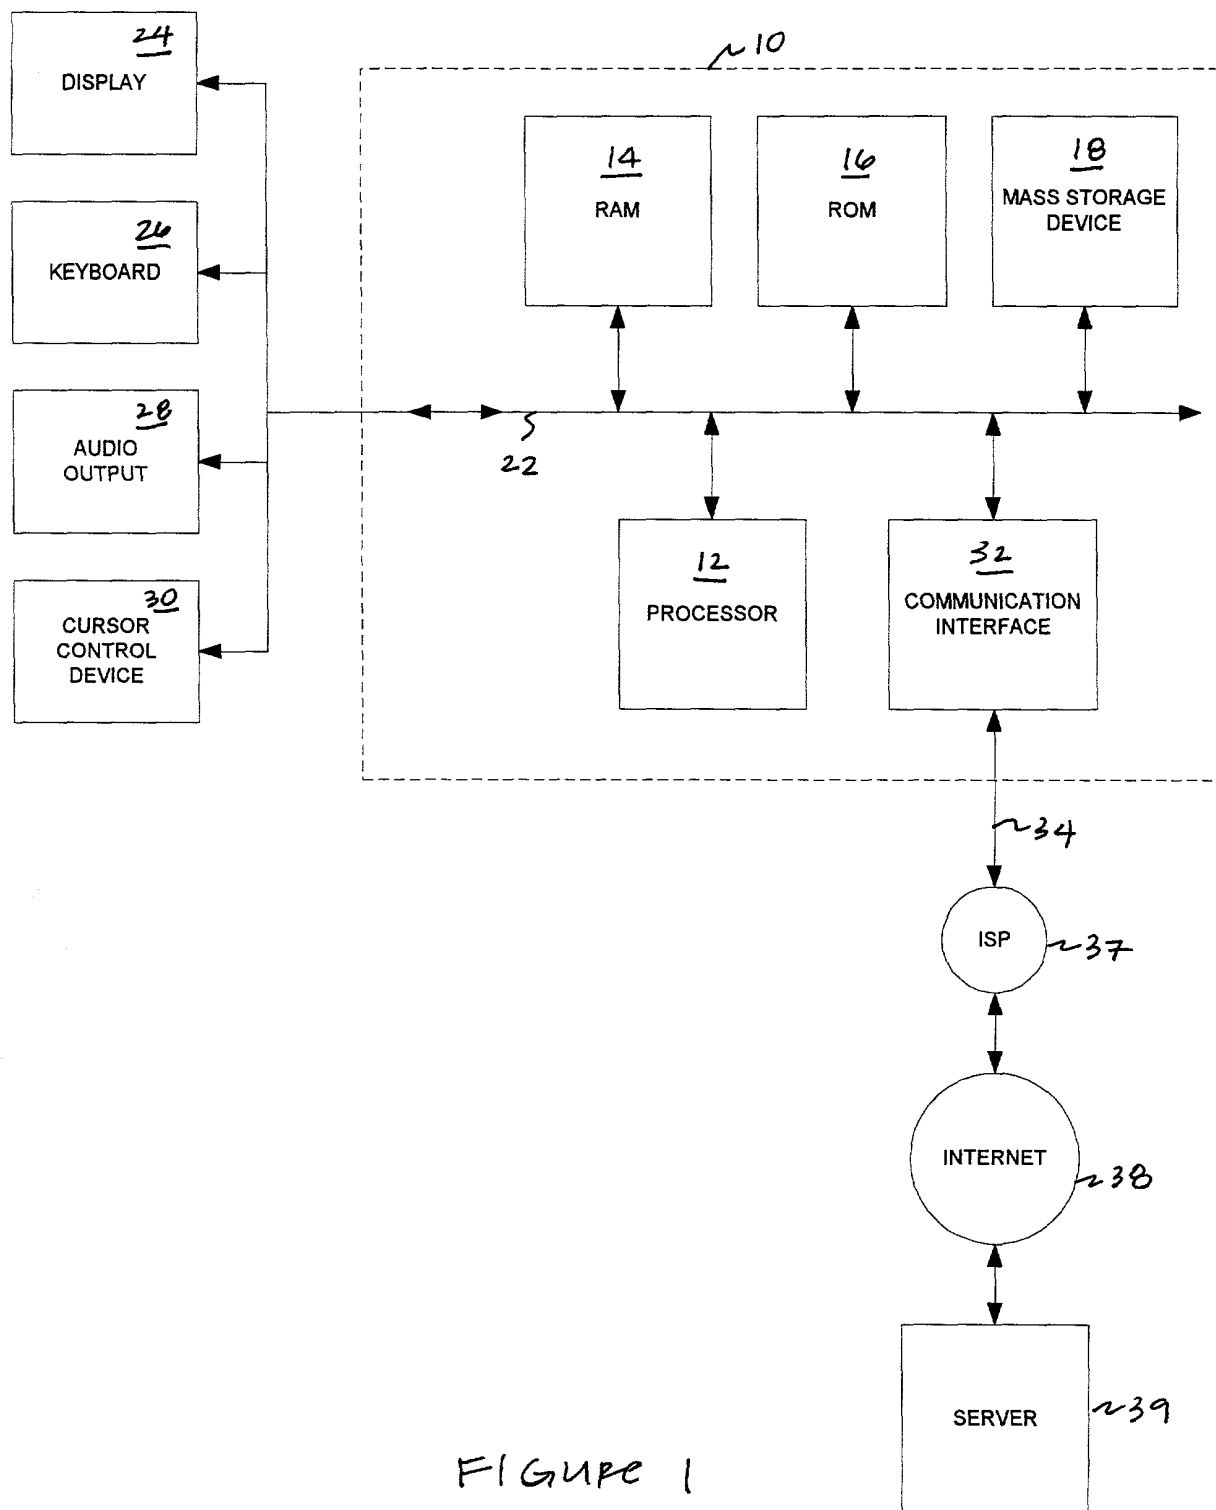 24
DISPLAY
26
KEYBOARD
28
AUDIO
OUTPUT
30
CURSOR
CONTROL
DEVICE
10
14
RAM
16
ROM
18
MASS STORAGE
DEVICE
22
12
PROCESSOR
32
COMMUNICATION
INTERFACE
34
ISP
37
INTERNET
38
SERVER
39
FIGURE 1